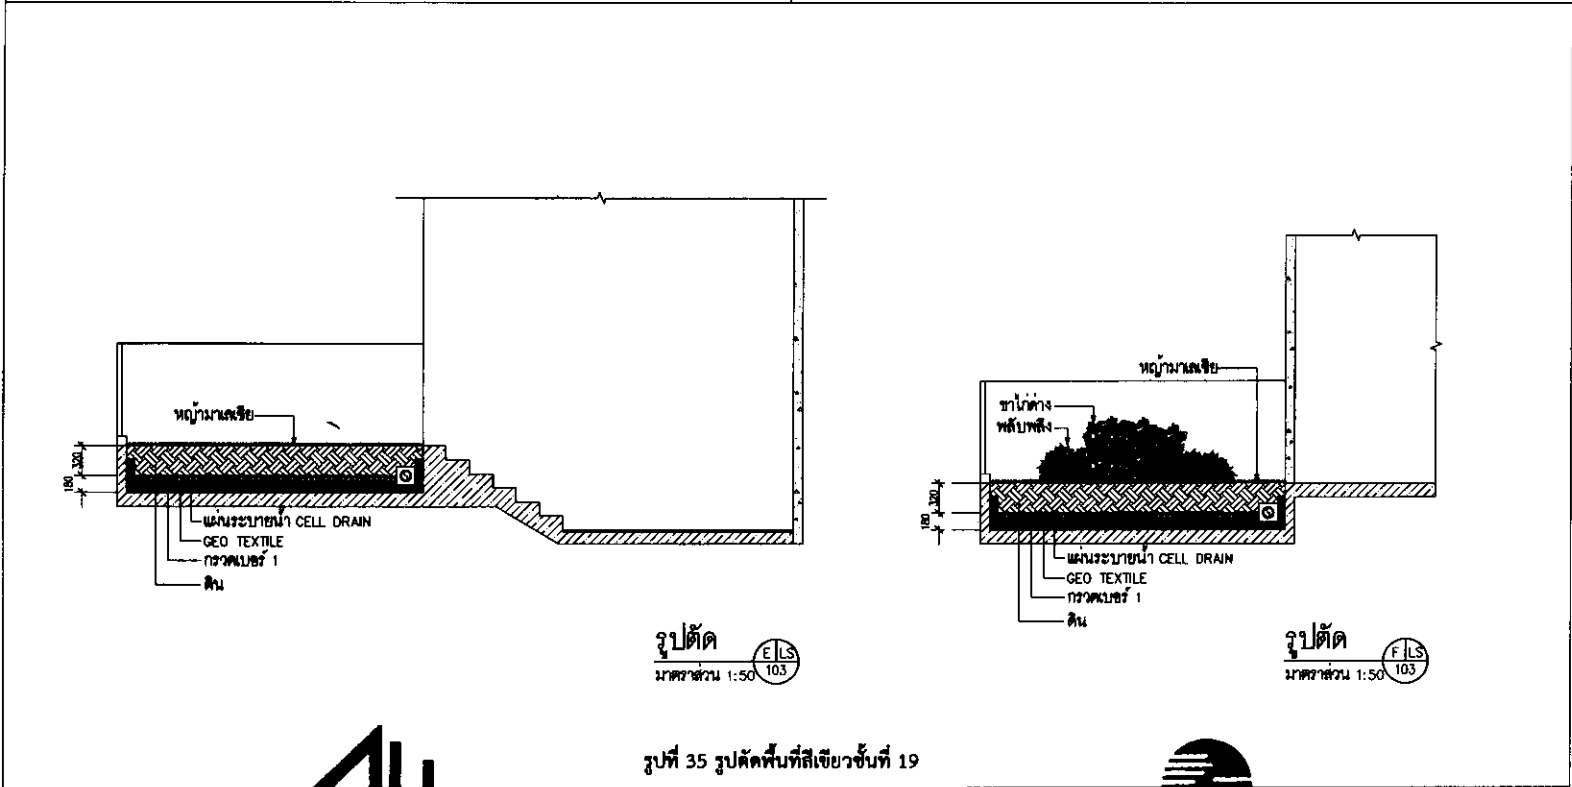 หญ้ามาเลเซีย
320
180
แผ่นระบายน้ำ CELL DRAIN
GEO TEXTILE
กรวดเบอร์ 1
ดิน
รูปตัด
มาตราส่วน 1:50
E LS
103
หญ้ามาเลเซีย
ขาไก่ด่าง
พลับพลึง
320
180
แผ่นระบายน้ำ CELL DRAIN
GEO TEXTILE
กรวดเบอร์ 1
ดิน
รูปตัด
มาตราส่วน 1:50
F LS
103
รูปที่ 35 รูปตัดพื้นที่สีเขียวชั้นที่ 19